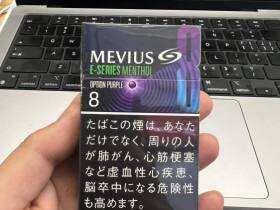 MEVIUS
E-SERIES MENTHOL
OPTION PURPLE
8
たばこの煙は、あなた
だけでなく、周りの人
が肺がん、心筋梗塞
など虚血性心疾患、
脳卒中になる危険性
も高めます。